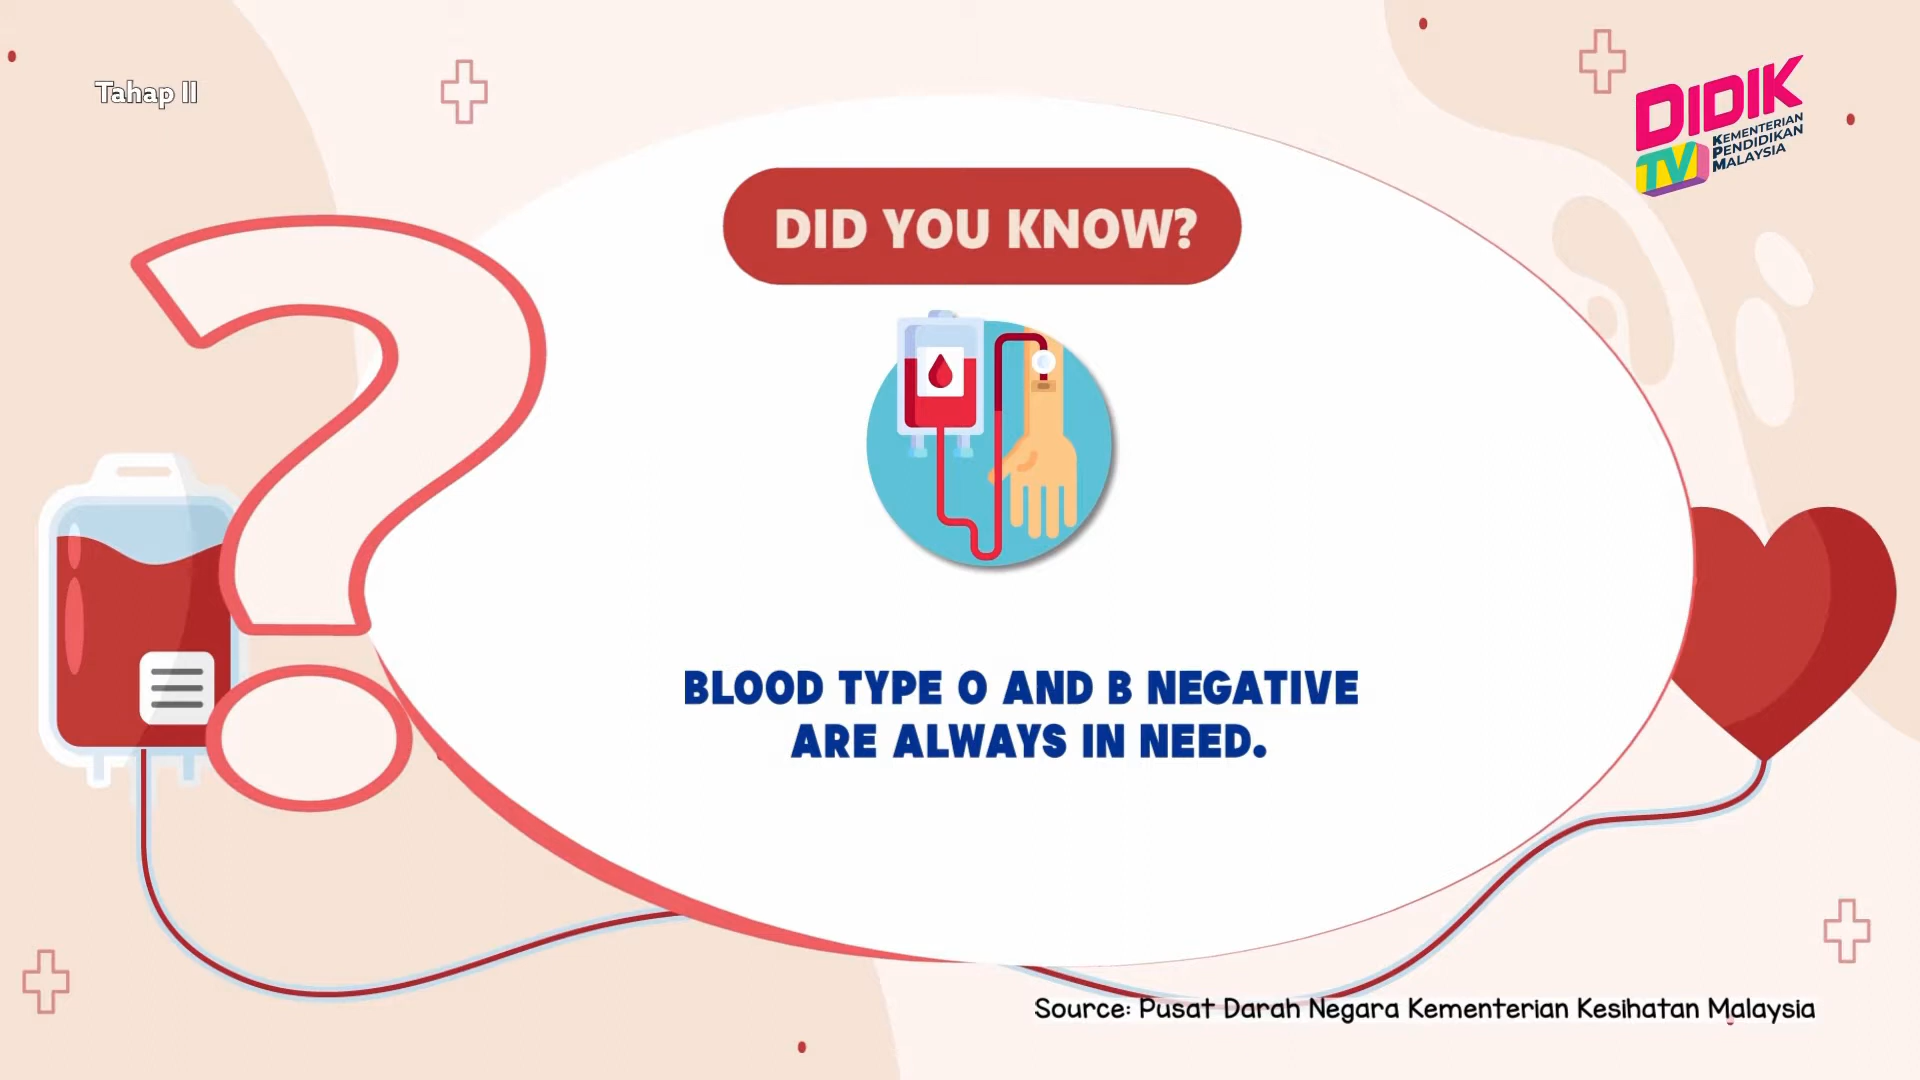 Tahap II
DIDIK
TV
KEMENTERIAN
PENDIDIKAN
MALAYSIA
DID YOU KNOW?
BLOOD TYPE O AND B NEGATIVE
ARE ALWAYS IN NEED.
Source: Pusat Darah Negara Kementerian Kesihatan Malaysia